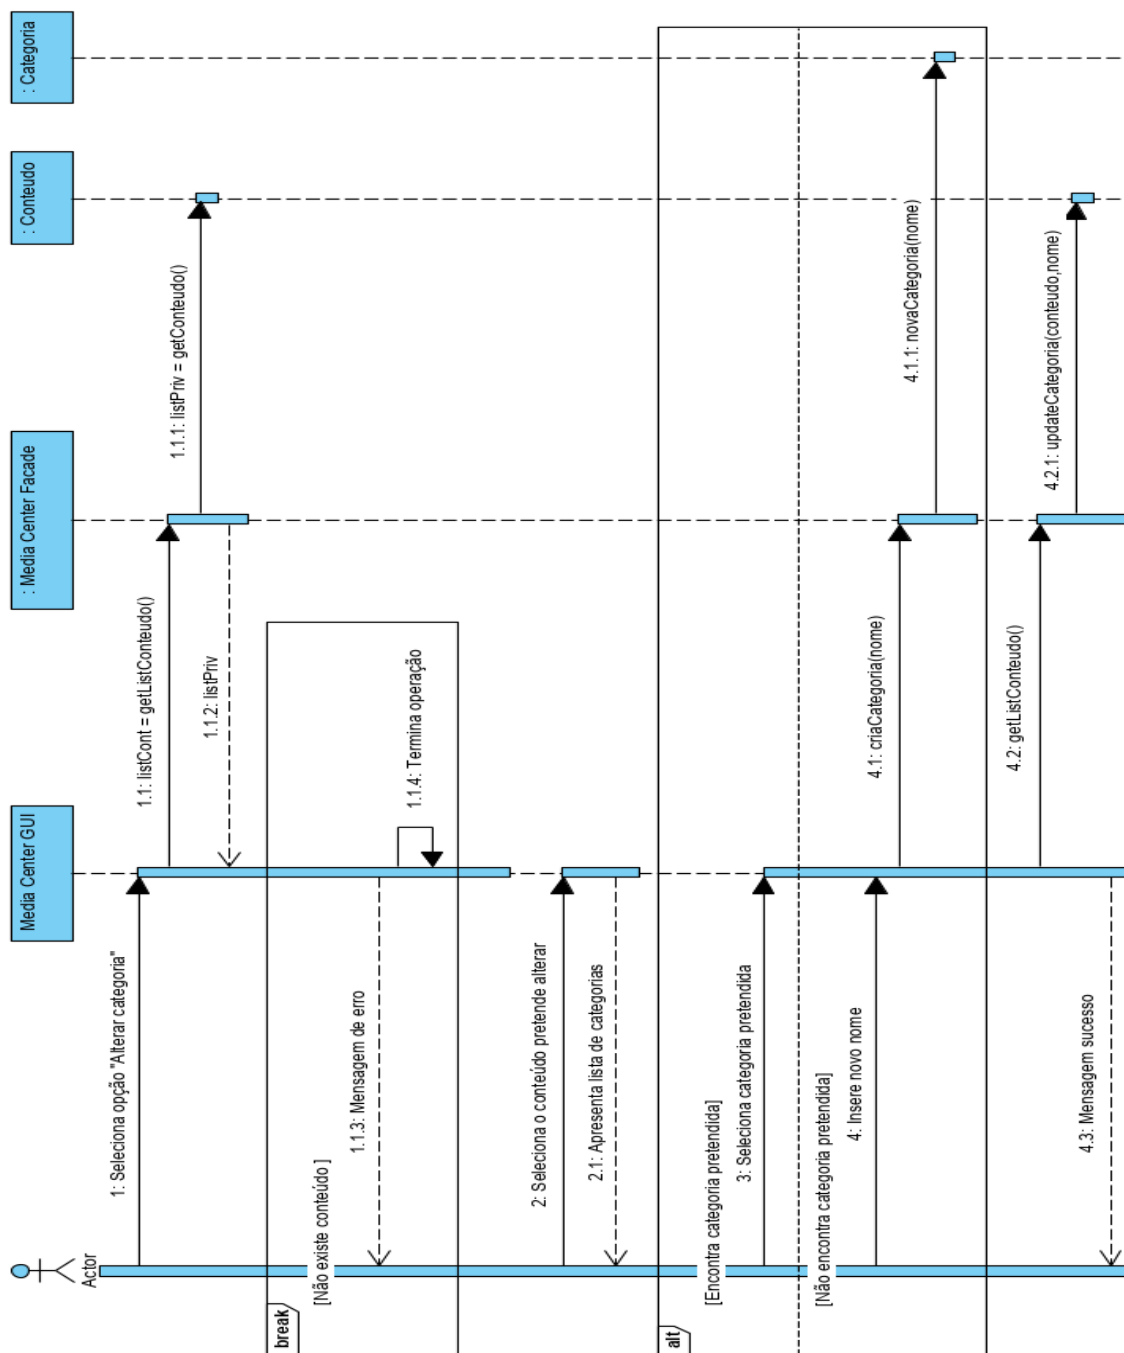 Actor
Media Center GUI
: Media Center Facade
: Conteudo
: Categoria
1: Seleciona opção "Alterar categoria"
1.1: listCont = getListConteudo()
1.1.1: listPriv = getConteudo()
1.1.2: listPriv
break
[Não existe conteúdo ]
1.1.3: Mensagem de erro
1.1.4: Termina operação
2: Seleciona o conteúdo pretende alterar
2.1: Apresenta lista de categorias
alt
[Encontra categoria pretendida]
3: Seleciona categoria pretendida
[Não encontra categoria pretendida]
4: Insere novo nome
4.1: criaCategoria(nome)
4.1.1: novaCategoria(nome)
4.2: getListConteudo()
4.2.1: updateCategoria(conteudo,nome)
4.3: Mensagem sucesso